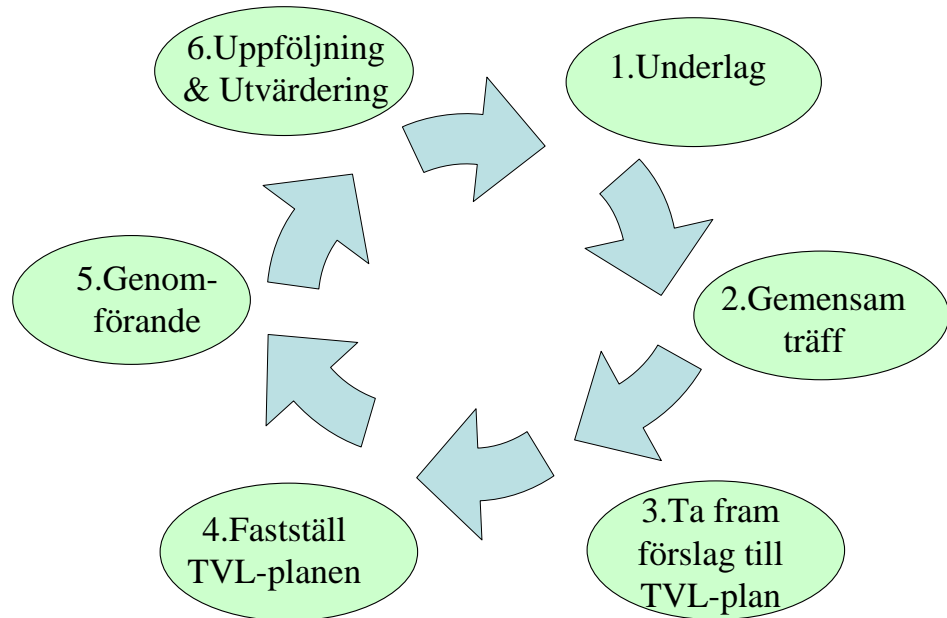 1.Underlag
2.Gemensam
träff
3.Ta fram
förslag till
TVL-plan
4.Fastställ
TVL-planen
5.Genom-
förande
6.Uppföljning
& Utvärdering